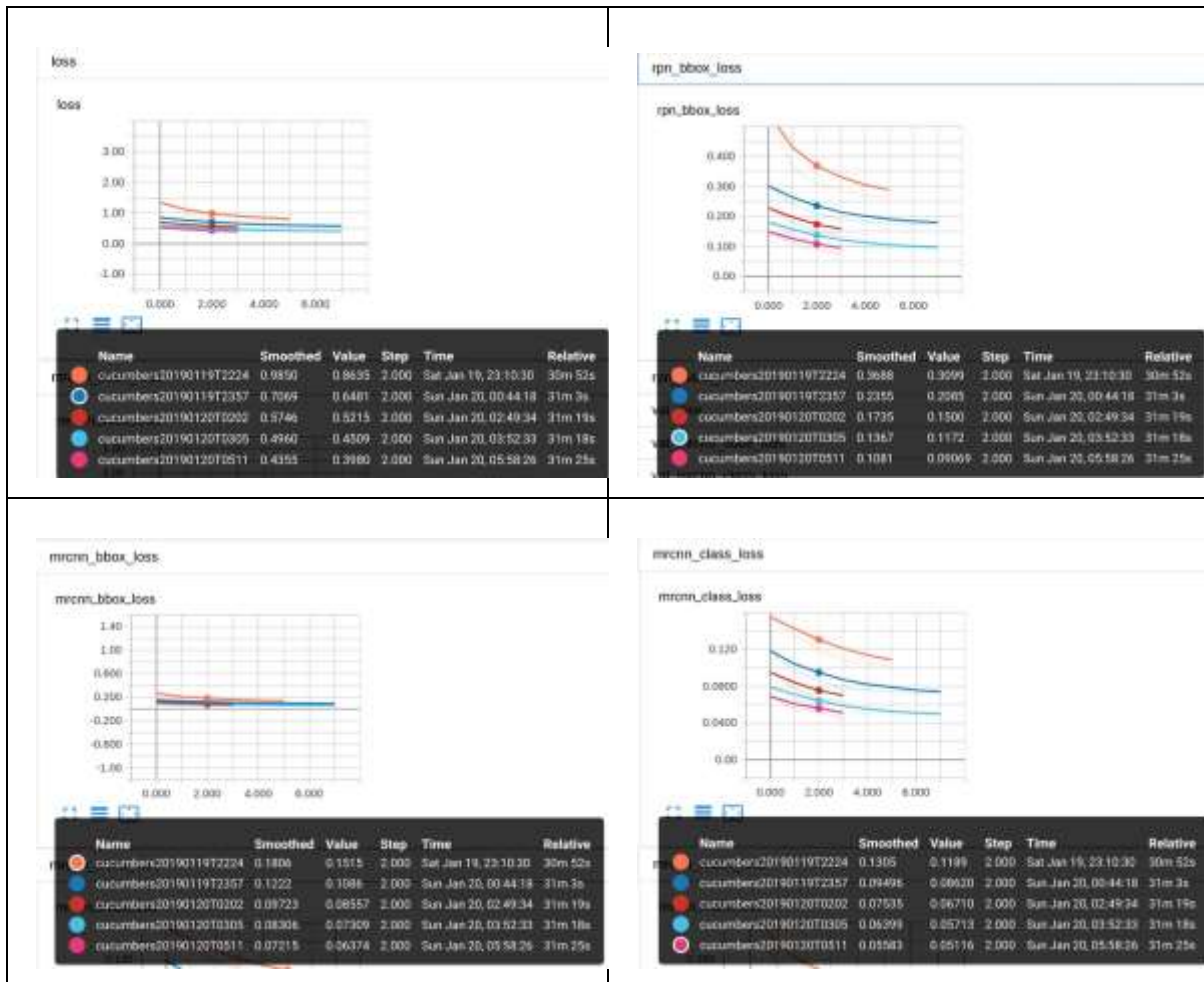 loss
loss
3.00
2.00
1.00
0.00
-1.00
0.000 2.000 4.000 6.000
Name Smoothed Value Step Time Relative
cucumbers20190119T2224 0.9850 0.8635 2.000 Sat Jan 19, 23:10:30 30m 52s
cucumbers20190119T2357 0.7069 0.6481 2.000 Sun Jan 20, 00:44:18 31m 3s
cucumbers20190120T0202 0.5746 0.5215 2.000 Sun Jan 20, 02:49:34 31m 19s
cucumbers20190120T0305 0.4960 0.4509 2.000 Sun Jan 20, 03:52:33 31m 18s
cucumbers20190120T0511 0.4355 0.3980 2.000 Sun Jan 20, 05:58:26 31m 25s
rpn_bbox_loss
rpn_bbox_loss
0.400
0.300
0.200
0.100
0.00
0.000 2.000 4.000 6.000
Name Smoothed Value Step Time Relative
cucumbers20190119T2224 0.3688 0.3099 2.000 Sat Jan 19, 23:10:30 30m 52s
cucumbers20190119T2357 0.2355 0.2085 2.000 Sun Jan 20, 00:44:18 31m 3s
cucumbers20190120T0202 0.1735 0.1500 2.000 Sun Jan 20, 02:49:34 31m 19s
cucumbers20190120T0305 0.1367 0.1172 2.000 Sun Jan 20, 03:52:33 31m 18s
cucumbers20190120T0511 0.1081 0.09069 2.000 Sun Jan 20, 05:58:26 31m 25s
mrcnn_bbox_loss
mrcnn_bbox_loss
1.40
1.00
0.600
0.200
-0.200
-0.600
-1.00
0.000 2.000 4.000 6.000
Name Smoothed Value Step Time Relative
cucumbers20190119T2224 0.1806 0.1515 2.000 Sat Jan 19, 23:10:30 30m 52s
cucumbers20190119T2357 0.1222 0.1086 2.000 Sun Jan 20, 00:44:18 31m 3s
cucumbers20190120T0202 0.09723 0.08557 2.000 Sun Jan 20, 02:49:34 31m 19s
cucumbers20190120T0305 0.08306 0.07309 2.000 Sun Jan 20, 03:52:33 31m 18s
cucumbers20190120T0511 0.07215 0.06374 2.000 Sun Jan 20, 05:58:26 31m 25s
mrcnn_class_loss
mrcnn_class_loss
0.120
0.0800
0.0400
0.00
0.000 2.000 4.000 6.000
Name Smoothed Value Step Time Relative
cucumbers20190119T2224 0.1305 0.1189 2.000 Sat Jan 19, 23:10:30 30m 52s
cucumbers20190119T2357 0.09496 0.08620 2.000 Sun Jan 20, 00:44:18 31m 3s
cucumbers20190120T0202 0.07535 0.06710 2.000 Sun Jan 20, 02:49:34 31m 19s
cucumbers20190120T0305 0.06399 0.05713 2.000 Sun Jan 20, 03:52:33 31m 18s
cucumbers20190120T0511 0.05583 0.05116 2.000 Sun Jan 20, 05:58:26 31m 25s